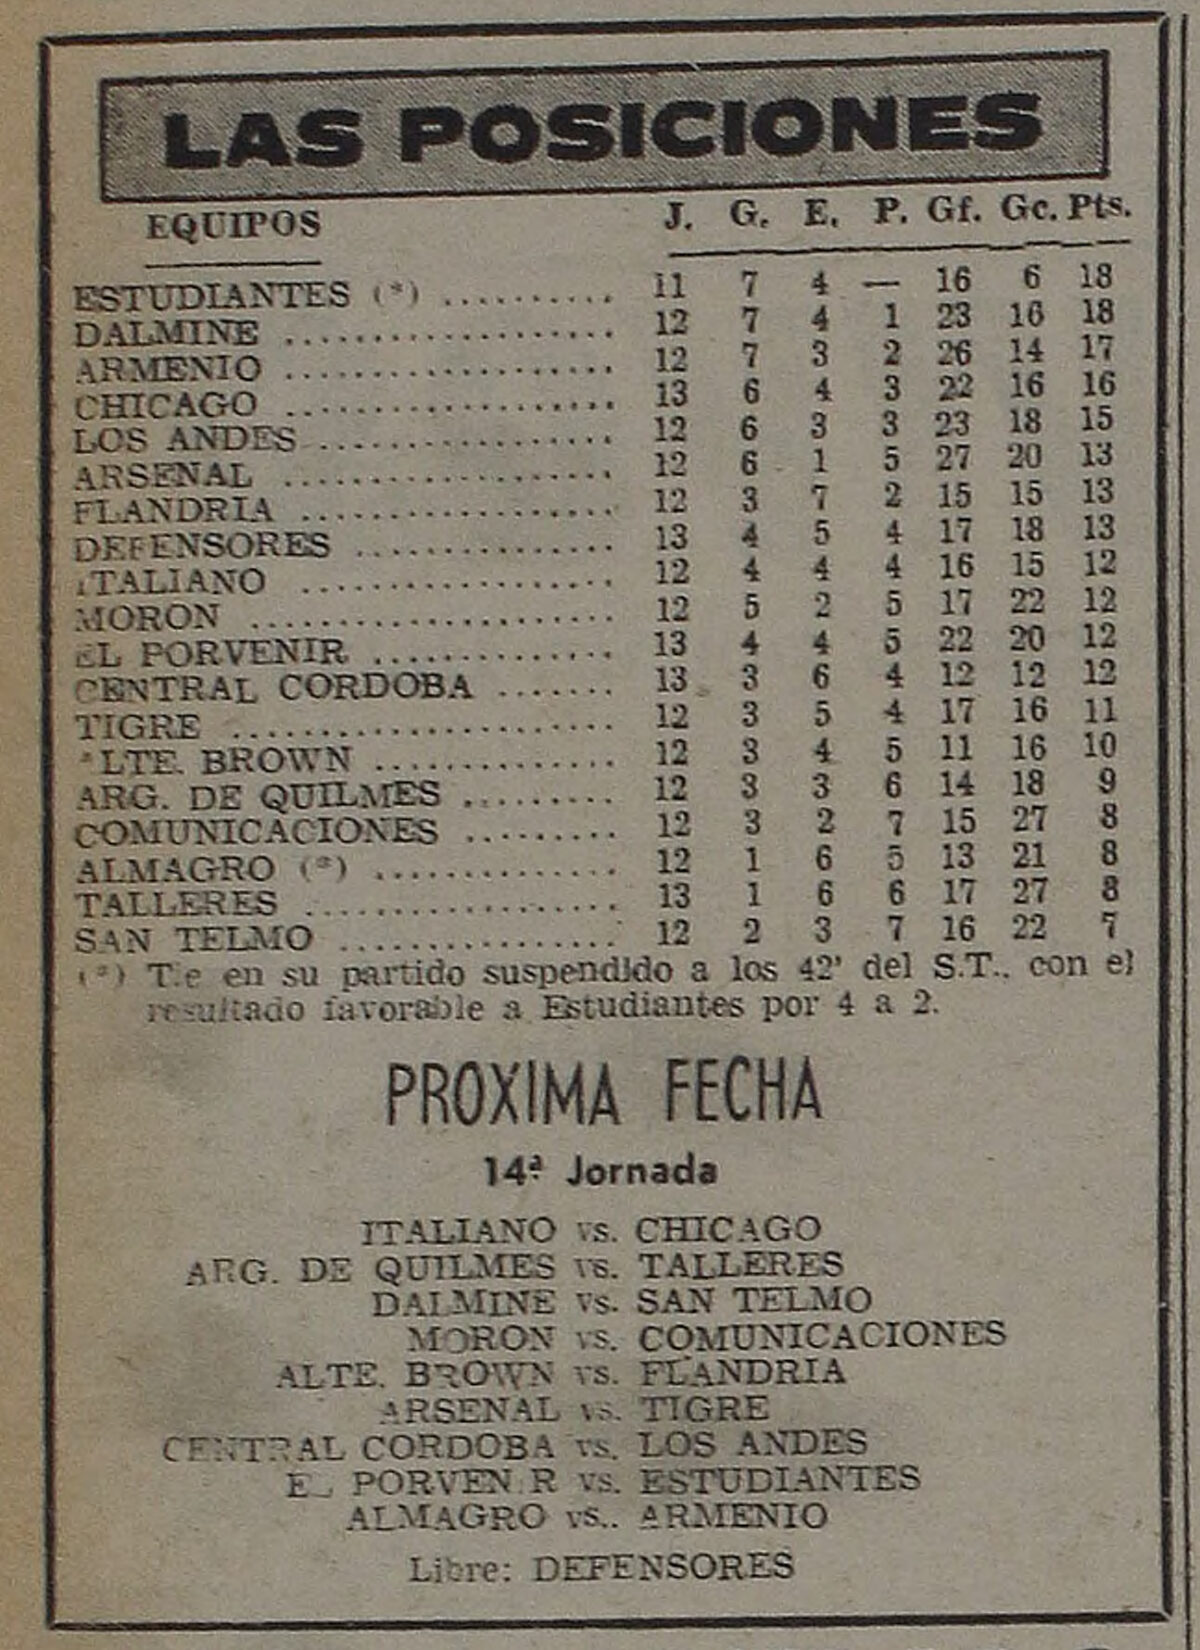 LAS POSICIONES
EQUIPOS J. G. E. P. Gf. Gc. Pts.
ESTUDIANTES (*) .......... 11 7 4 — 16 6 18
DALMINE .................. 12 7 4 1 23 16 18
ARMENIO .................. 12 7 3 2 26 14 17
CHICAGO .................. 13 6 4 3 22 16 16
LOS ANDES ................ 12 6 3 3 23 18 15
ARSENAL .................. 12 6 1 5 27 20 13
FLANDRIA ................. 12 3 7 2 15 15 13
DEFENSORES ............... 13 4 5 4 17 18 13
ITALIANO ................. 12 4 4 4 16 15 12
MORON .................... 12 5 2 5 17 22 12
EL PORVENIR .............. 13 4 4 5 22 20 12
CENTRAL CORDOBA ....... 13 3 6 4 12 12 12
TIGRE ..................... 12 3 5 4 17 16 11
ALTE. BROWN .............. 12 3 4 5 11 16 10
ARG. DE QUILMES ......... 12 3 3 6 14 18 9
COMUNICACIONES ......... 12 3 2 7 15 27 8
ALMAGRO (*) .............. 12 1 6 5 13 21 8
TALLERES ................. 13 1 6 6 17 27 8
SAN TELMO ................ 12 2 3 7 16 22 7
(*) T:e en su partido suspendido a los 42' del S.T.. con el
resultado favorable a Estudiantes por 4 a 2.
PROXIMA FECHA
14ª Jornada
ITALIANO vs. CHICAGO
ARG. DE QUILMES vs. TALLERES
DALMINE vs. SAN TELMO
MORON vs. COMUNICACIONES
ALTE. BROWN vs. FLANDRIA
ARSENAL vs. TIGRE
CENTRAL CORDOBA vs. LOS ANDES
EL PORVENIR vs. ESTUDIANTES
ALMAGRO vs.. ARMENIO
Libre: DEFENSORES